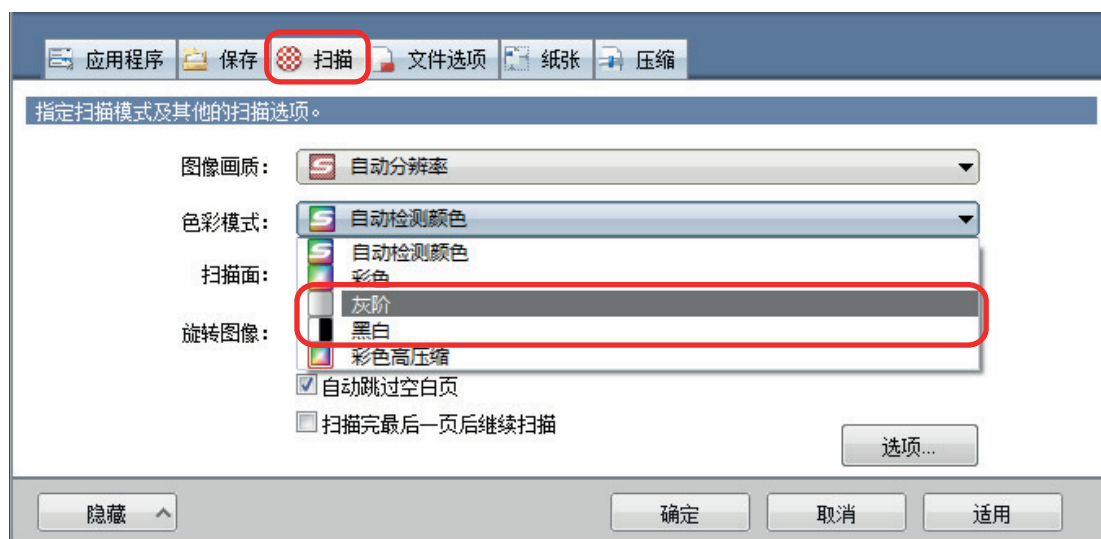 应用程序 保存 扫描 文件选项 纸张 压缩
指定扫描模式及其他的扫描选项。
图像画质: 自动分辨率
色彩模式: 自动检测颜色
自动检测颜色
扫描面: 彩色
灰阶
旋转图像: 黑白
彩色高压缩
自动跳过空白页
扫描完最后一页后继续扫描
选项...
隐藏 确定 取消 适用